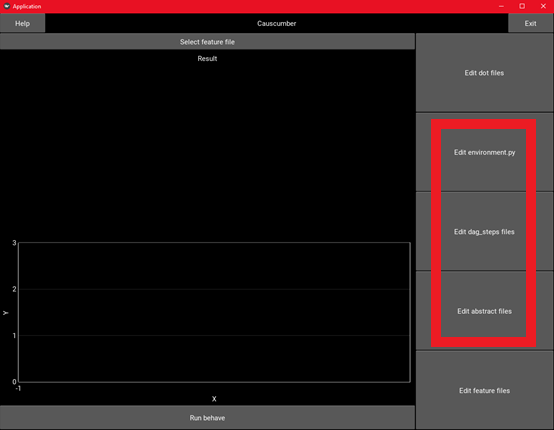 Application
Help
Causcumber
Exit
Select feature file
Result
Edit dot files
Edit environment.py
Edit dag_steps files
Edit abstract files
Edit feature files
3
2
1
0
Y
-1
X
Run behave